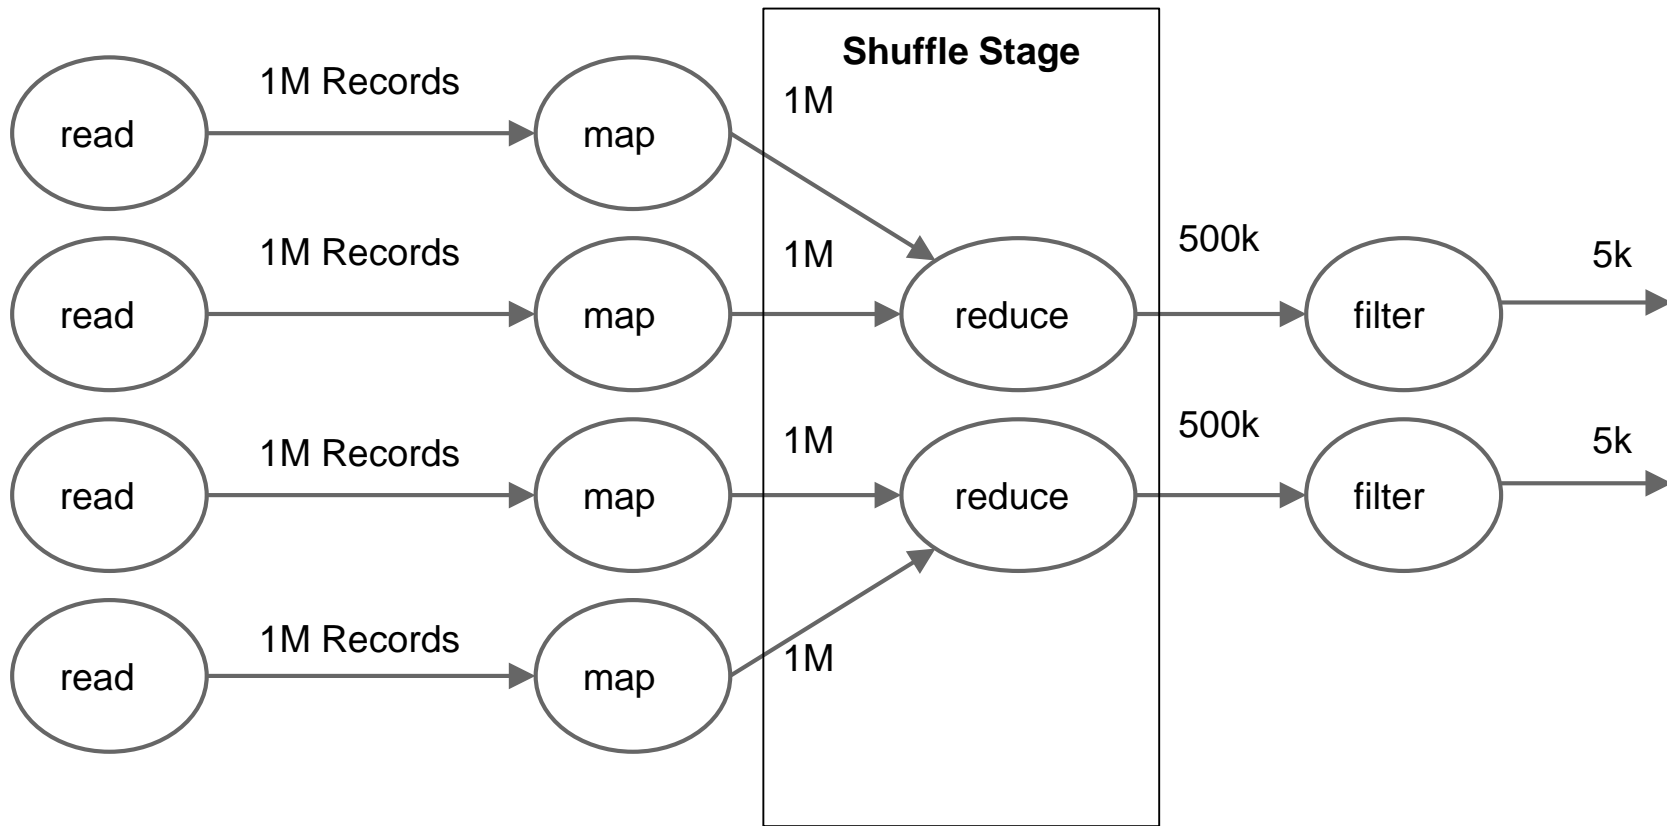 Shuffle Stage
1M Records
1M
read
map
1M Records
1M
500k
5k
read
map
reduce
filter
1M Records
1M
500k
5k
read
map
reduce
filter
1M Records
1M
read
map